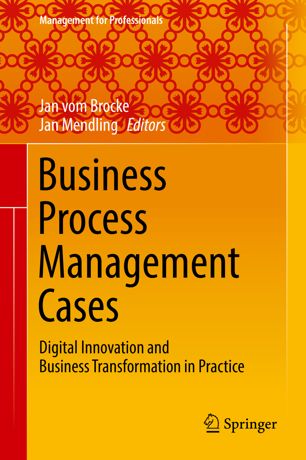 Management for Professionals
Jan vom Brocke
Jan Mendling Editors
Business
Process
Management
Cases
Digital Innovation and
Business Transformation in Practice
Springer